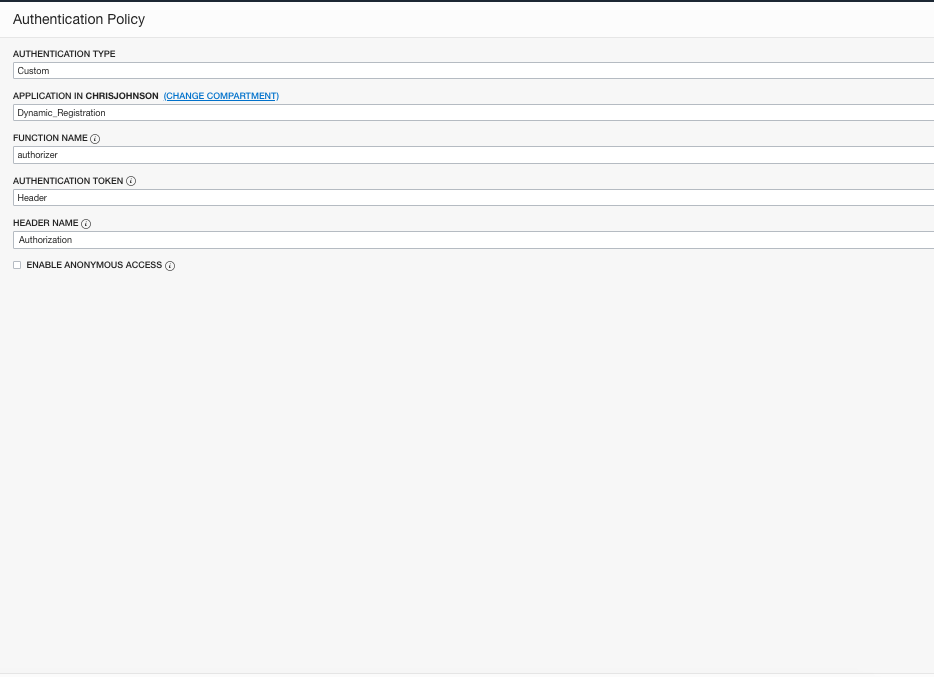 Authentication Policy
AUTHENTICATION TYPE
Custom
APPLICATION IN CHRISJOHNSON (CHANGE COMPARTMENT)
Dynamic_Registration
FUNCTION NAME i
authorizer
AUTHENTICATION TOKEN i
Header
HEADER NAME i
Authorization
ENABLE ANONYMOUS ACCESS i